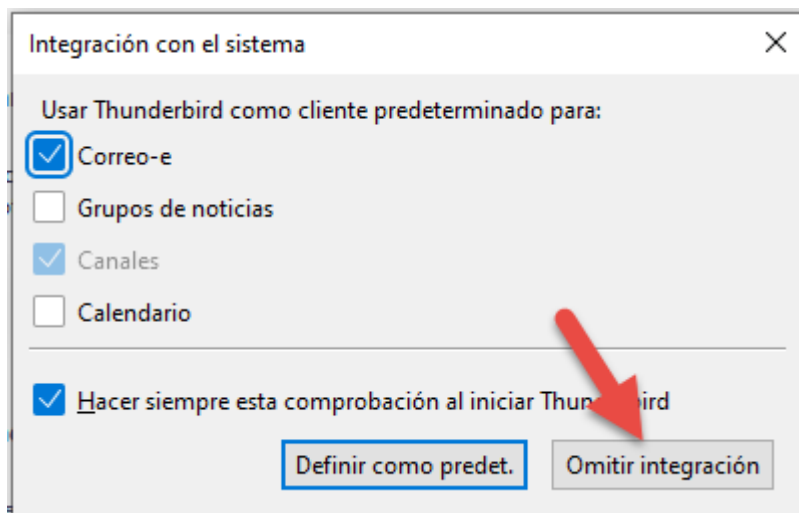 Integración con el sistema
Usar Thunderbird como cliente predeterminado para:
Correo-e
Grupos de noticias
Canales
Calendario
Hacer siempre esta comprobación al iniciar Thunderbird
Definir como predet.
Omitir integración